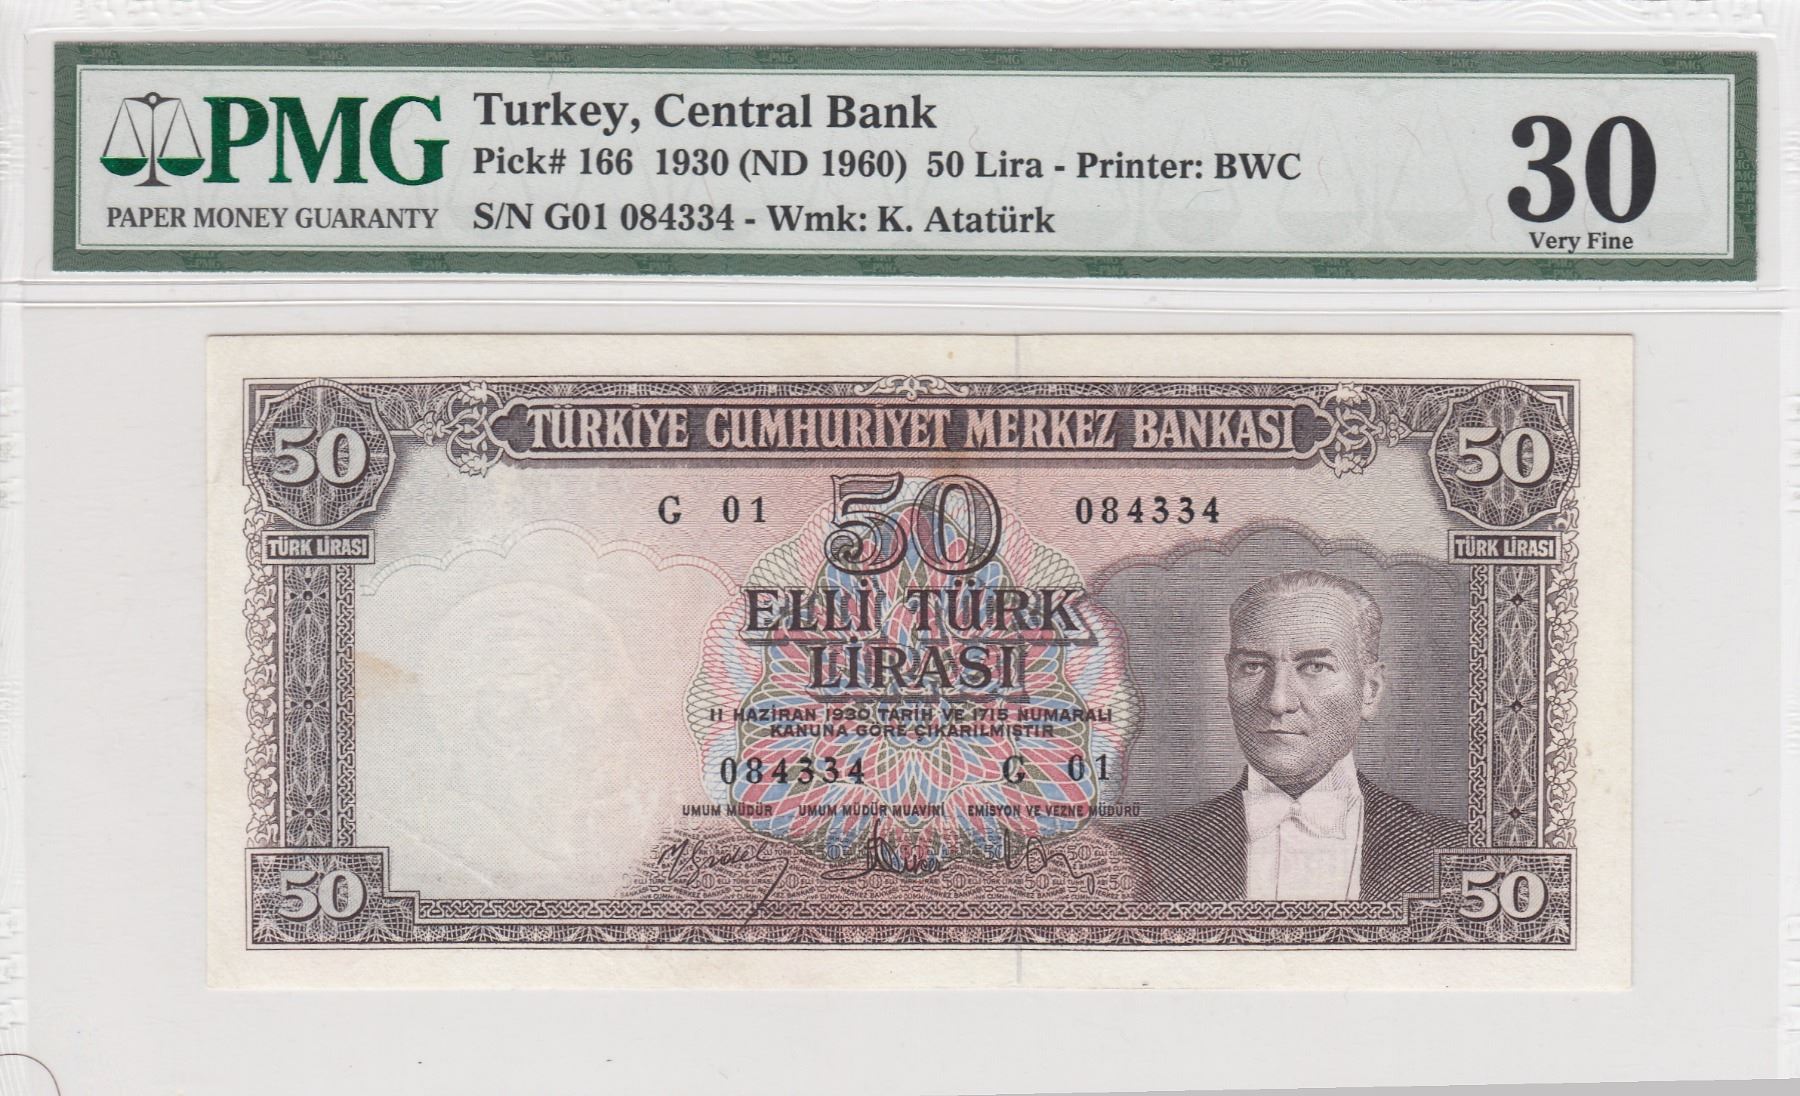 PMG
PAPER MONEY GUARANTY
Turkey, Central Bank
Pick# 166 1930 (ND 1960) 50 Lira - Printer: BWC
S/N G01 084334 - Wmk: K. Atatürk
30
Very Fine
50
TÜRKİYE CUMHURİYET MERKEZ BANKASI
50
TÜRK LİRASI
G 01
50
084334
TÜRK LİRASI
ELLİ TÜRK
LİRASI
11 HAZİRAN 1930 TARİH VE 1715 NUMARALI
KANUNA GÖRE ÇIKARILMIŞTIR
084334 G 01
UMUM MÜDÜR UMUM MÜDÜR MUAVİNİ EMİSYON VE VEZNE MÜDÜRÜ
50
50